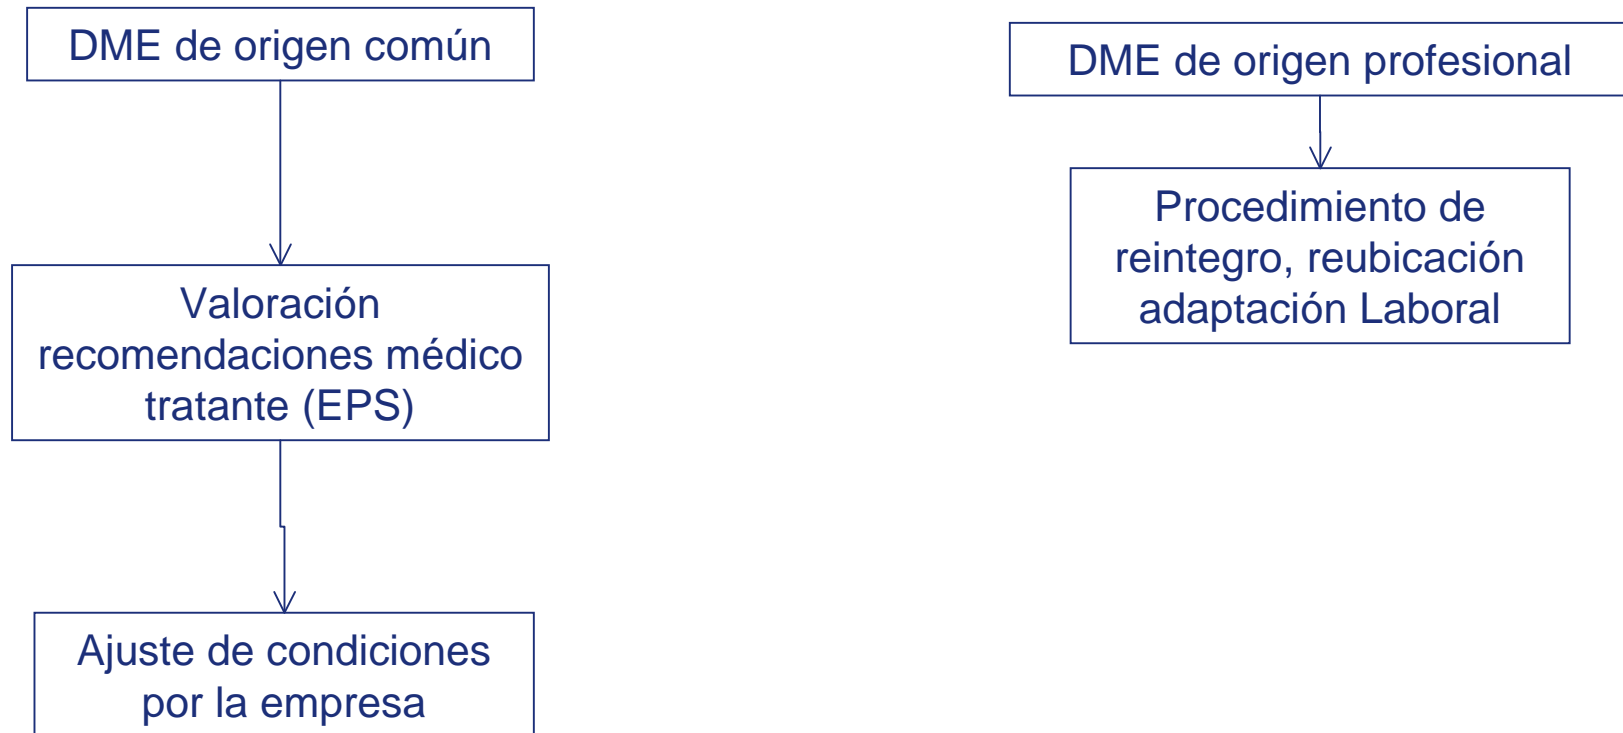 DME de origen común
Valoración
recomendaciones médico
tratante (EPS)
Ajuste de condiciones
por la empresa
DME de origen profesional
Procedimiento de
reintegro, reubicación
adaptación Laboral